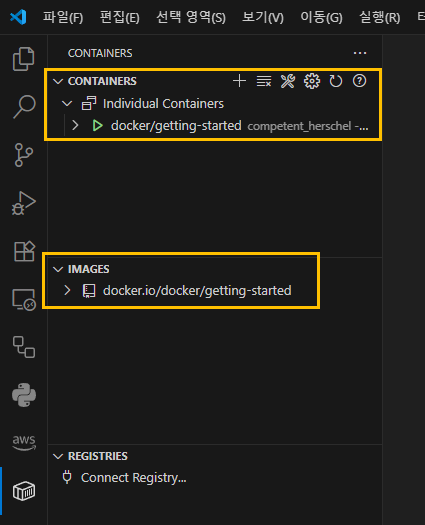 파일(F) 편집(E) 선택 영역(S) 보기(V) 이동(G) 실행(R) 터
CONTAINERS ...
CONTAINERS
Individual Containers
docker/getting-started competent_herschel -...
IMAGES
docker.io/docker/getting-started
aws
REGISTRIES
Connect Registry...